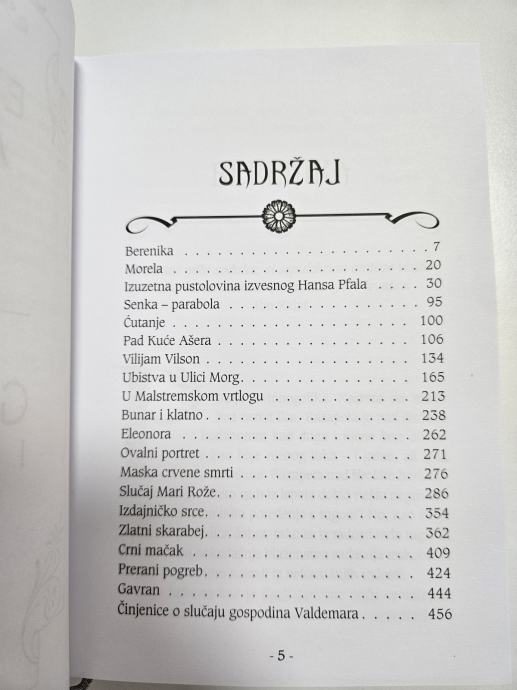 SADRŽAJ
Berenika . . . . . . . . . . . . . . . . . . . . . . 7
Morela . . . . . . . . . . . . . . . . . . . . . . 20
Izuzetna pustolovina izvesnog Hansa Pfala . . . . 30
Senka – parabola . . . . . . . . . . . . . . . . . 95
Ćutanje . . . . . . . . . . . . . . . . . . . . . 100
Pad Kuće Ašera . . . . . . . . . . . . . . . . . 106
Vilijam Vilson . . . . . . . . . . . . . . . . . . 134
Ubistva u Ulici Morg. . . . . . . . . . . . . . . 165
U Malstremskom vrtlogu . . . . . . . . . . . . . 213
Bunar i klatno. . . . . . . . . . . . . . . . . . 238
Eleonora . . . . . . . . . . . . . . . . . . . . 262
Ovalni portret . . . . . . . . . . . . . . . . . 271
Maska crvene smrti . . . . . . . . . . . . . . . 276
Slučaj Mari Rože. . . . . . . . . . . . . . . . . 286
Izdajničko srce. . . . . . . . . . . . . . . . . . 354
Zlatni skarabej. . . . . . . . . . . . . . . . . . 362
Crni mačak . . . . . . . . . . . . . . . . . . . 409
Prerani pogreb. . . . . . . . . . . . . . . . . . 424
Gavran . . . . . . . . . . . . . . . . . . . . . 444
Činjenice o slučaju gospodina Valdemara . . . . . 456
- 5 -